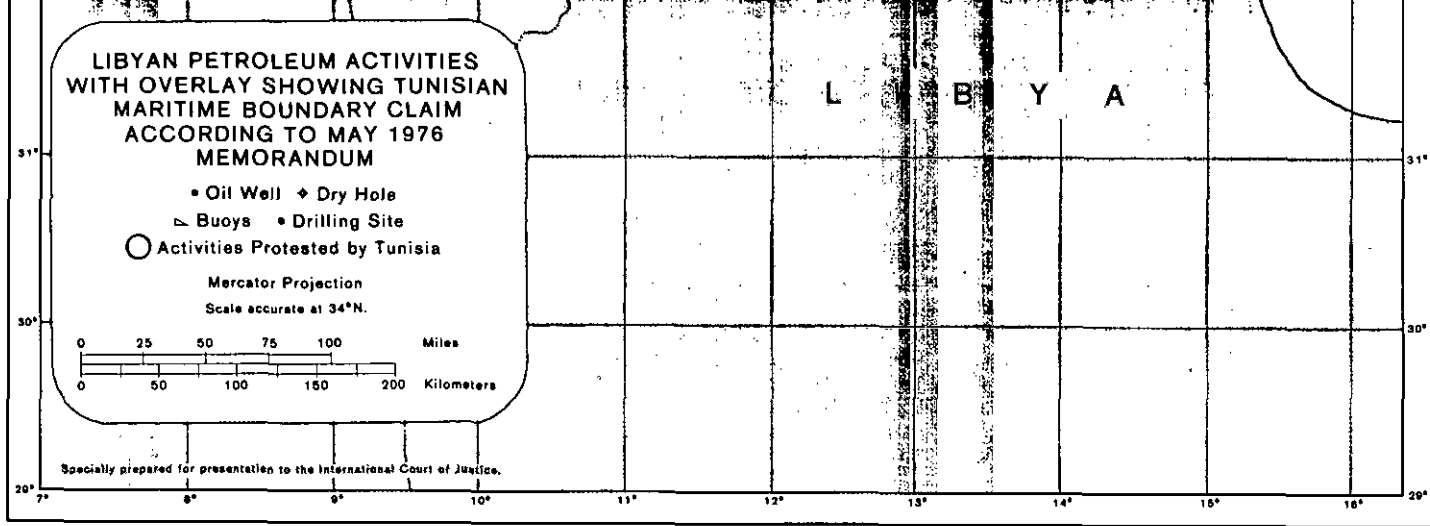 LIBYAN PETROLEUM ACTIVITIES
WITH OVERLAY SHOWING TUNISIAN
MARITIME BOUNDARY CLAIM
ACCORDING TO MAY 1976
MEMORANDUM
• Oil Well ⌖ Dry Hole
Buoys • Drilling Site
Activities Protested by Tunisia
Mercator Projection
Scale accurate at 34°N.
0 25 50 75 100 Miles
0 50 100 150 200 Kilometers
Specially prepared for presentation to the International Court of Justice.
L B Y A
31° 31°
30° 30°
29° 29°
7° 8° 9° 10° 11° 12° 13° 14° 15° 16°